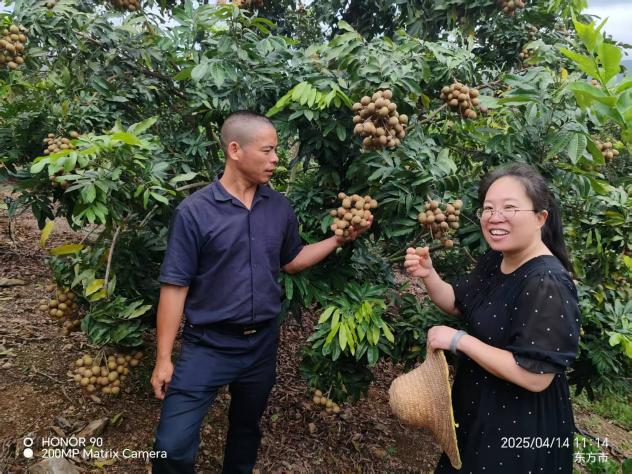 HONOR 90
200MP Matrix Camera
2025/04/14 11:14
东方市